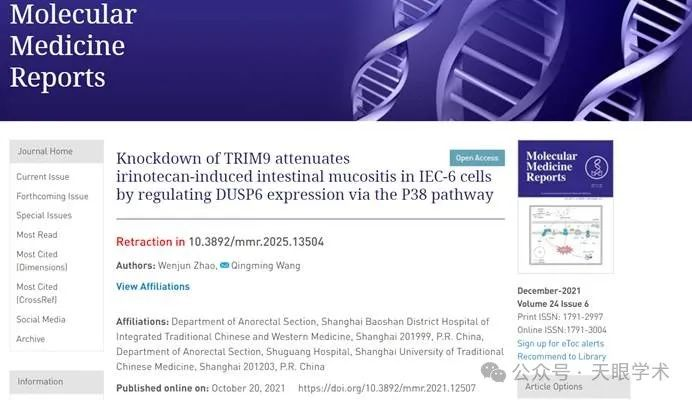 Molecular
Medicine
Reports
Journal Home
Current Issue
Forthcoming Issue
Special Issues
Most Read
Most Cited
(Dimensions)
Most Cited
(CrossRef)
Social Media
Archive
Information
Knockdown of TRIM9 attenuates
irinotecan‑induced intestinal mucositis in IEC‑6 cells
by regulating DUSP6 expression via the P38 pathway
Open Access
Retraction in 10.3892/mmr.2025.13504
Authors: Wenjun Zhao, Qingming Wang
View Affiliations
Affiliations: Department of Anorectal Section, Shanghai Baoshan District Hospital of
Integrated Traditional Chinese and Western Medicine, Shanghai 201999, P.R. China,
Department of Anorectal Section, Shuguang Hospital, Shanghai University of Traditional
Chinese Medicine, Shanghai 201203, P.R. China
Published online on: October 20, 2021 https://doi.org/10.3892/mmr.2021.12507
Molecular
Medicine
Reports
December-2021
Volume 24 Issue 6
Print ISSN: 1791-2997
Online ISSN:1791-3004
Sign up for eToc alerts
Recommend to Library
Article Options
公众号 · 天眼学术